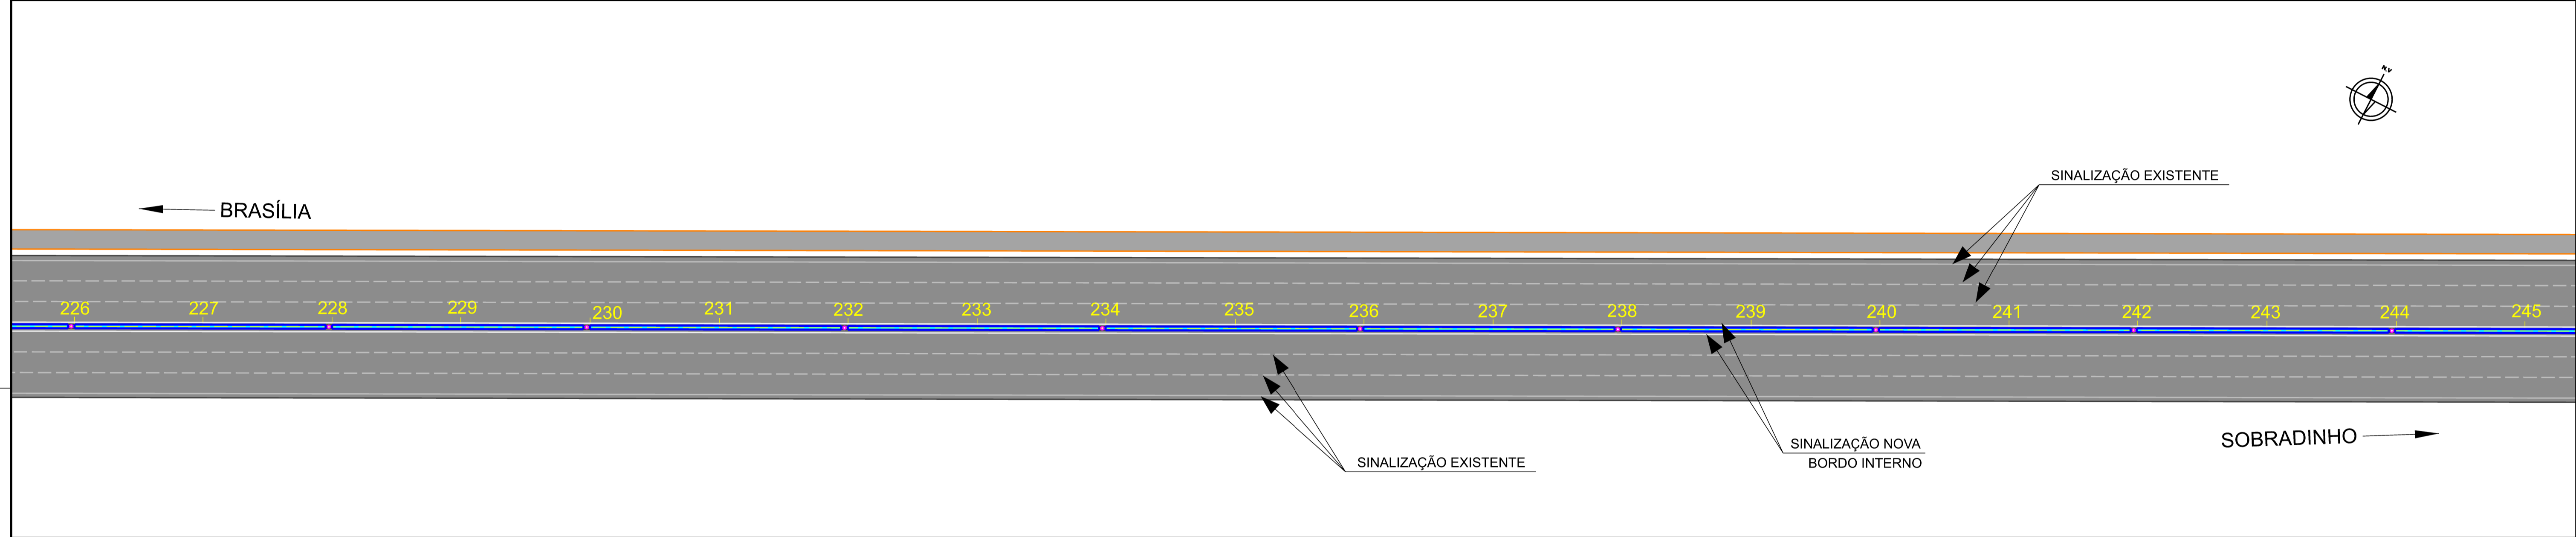 N.V
SINALIZAÇÃO EXISTENTE
BRASÍLIA
226 227 228 229 230 231 232 233 234 235 236 237 238 239 240 241 242 243 244 245
SINALIZAÇÃO NOVA
BORDO INTERNO
SOBRADINHO
SINALIZAÇÃO EXISTENTE